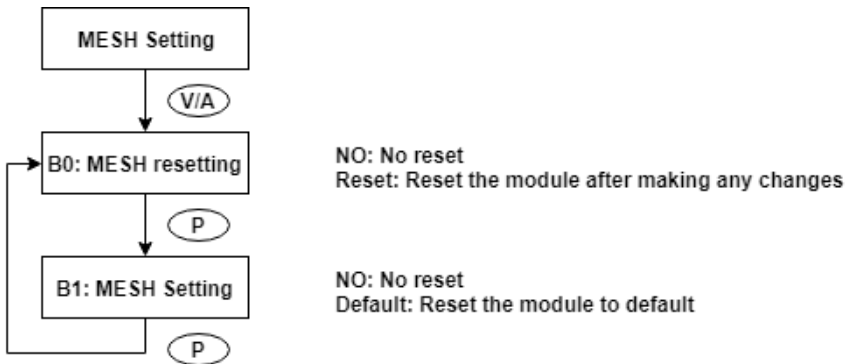 MESH Setting
V/A
B0: MESH resetting
NO: No reset
Reset: Reset the module after making any changes
P
B1: MESH Setting
NO: No reset
Default: Reset the module to default
P